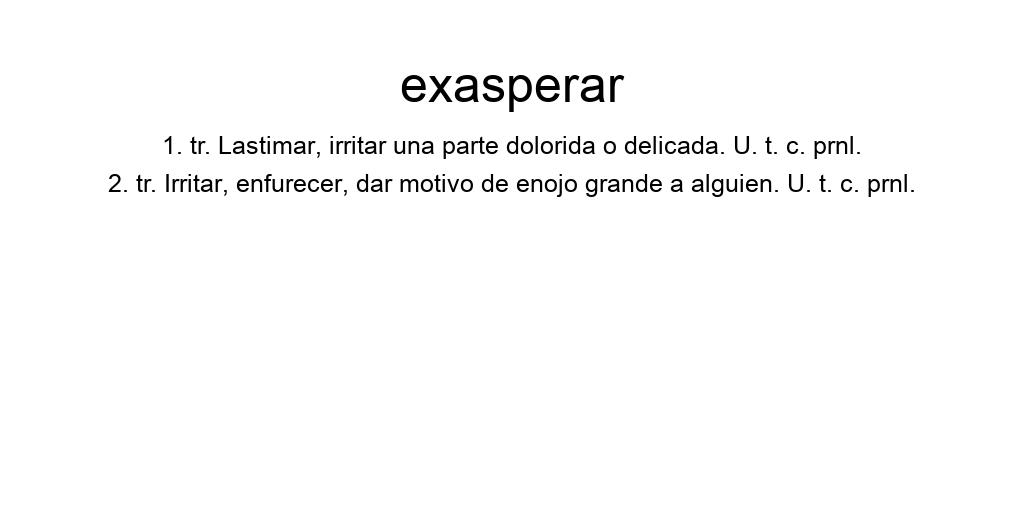 exasperar
1. tr. Lastimar, irritar una parte dolorida o delicada. U. t. c. prnl.
2. tr. Irritar, enfurecer, dar motivo de enojo grande a alguien. U. t. c. prnl.